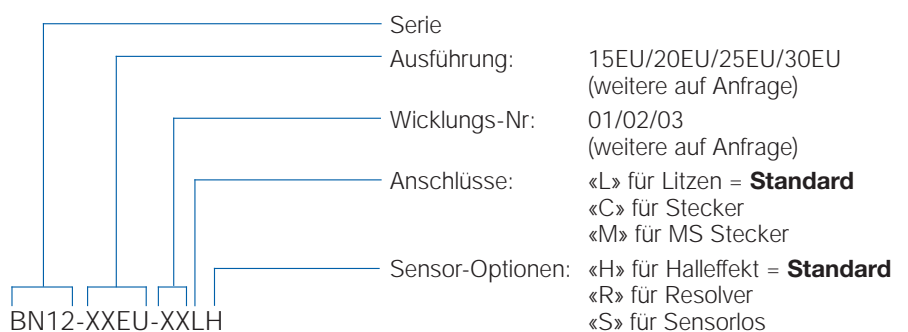 Serie
Ausführung: 15EU/20EU/25EU/30EU
(weitere auf Anfrage)
Wicklungs-Nr: 01/02/03
(weitere auf Anfrage)
Anschlüsse: «L» für Litzen = Standard
«C» für Stecker
«M» für MS Stecker
Sensor-Optionen: «H» für Halleffekt = Standard
«R» für Resolver
BN12-XXEU-XXLH «S» für Sensorlos